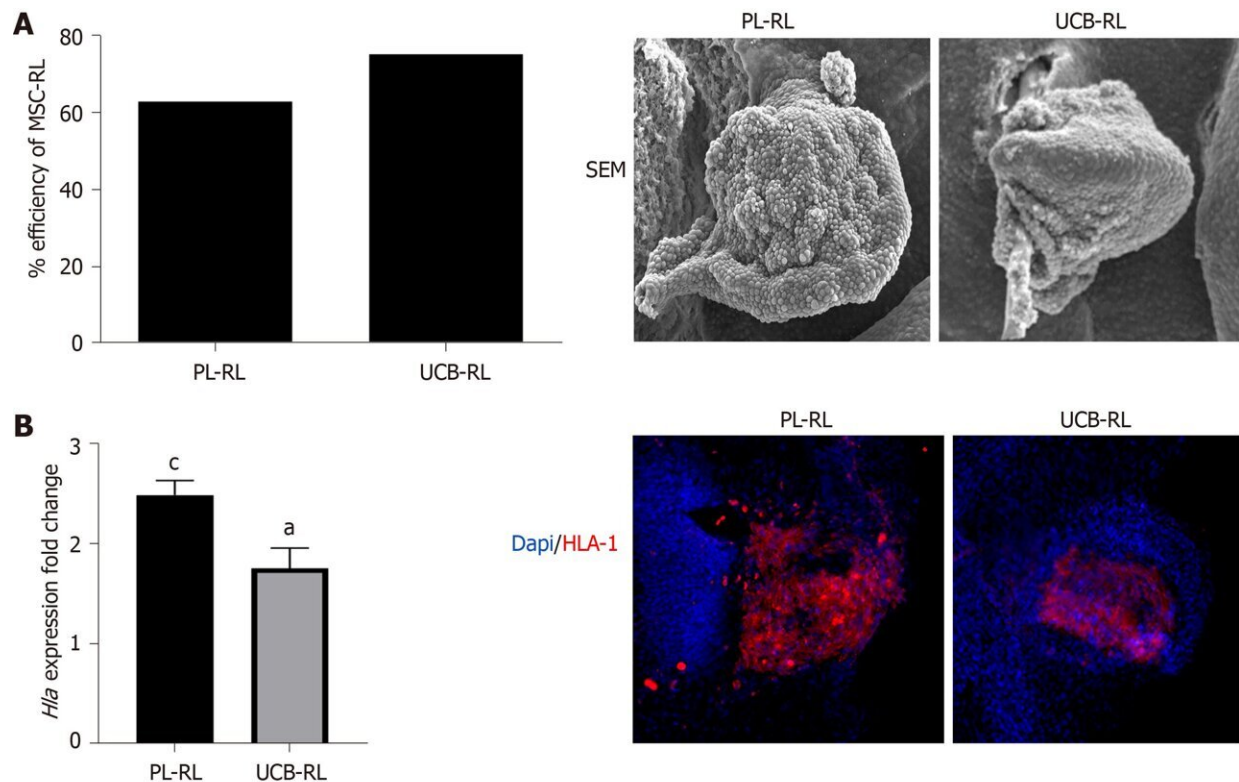 A
% efficiency of MSC-RL
80
60
40
20
0
PL-RL
UCB-RL
SEM
PL-RL
UCB-RL
B
Hla expression fold change
3
2
1
0
c
a
PL-RL
UCB-RL
Dapi/HLA-1
PL-RL
UCB-RL